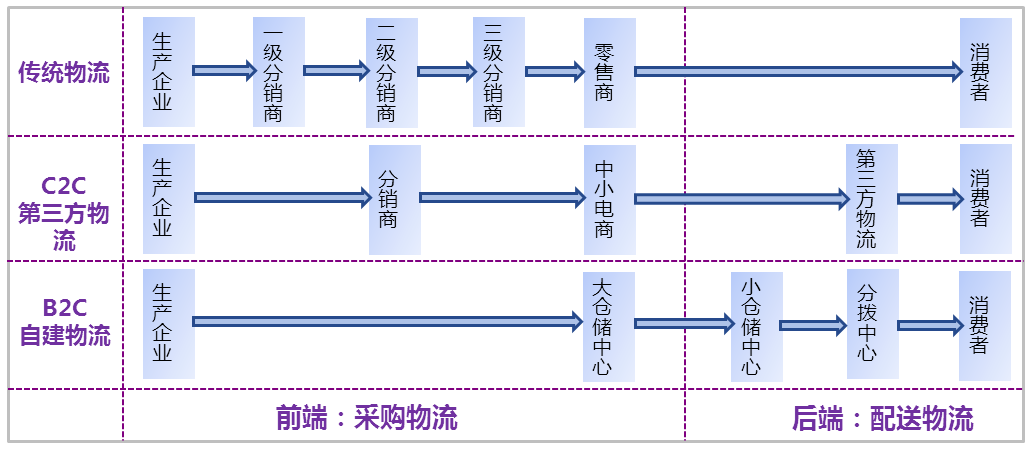 传统物流
生产企业
一级分销商
二级分销商
三级分销商
零售商
消费者
C2C
第三方物
流
生产企业
分销商
中小电商
第三方物流
消费者
B2C
自建物流
生产企业
大仓储中心
小仓储中心
分拨中心
消费者
前端：采购物流
后端：配送物流